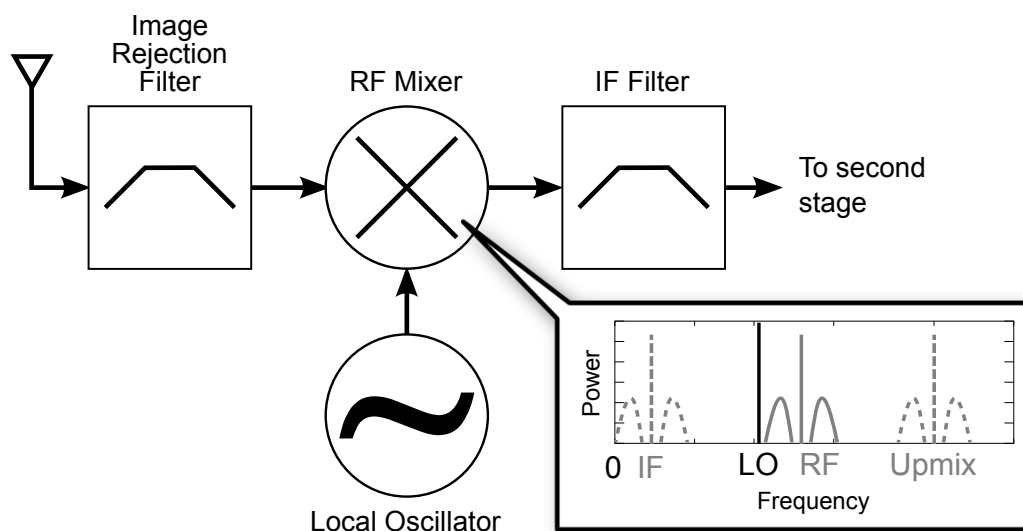 Image
Rejection
Filter
RF Mixer
IF Filter
To second
stage
Local Oscillator
Power
0 IF LO RF Upmix
Frequency